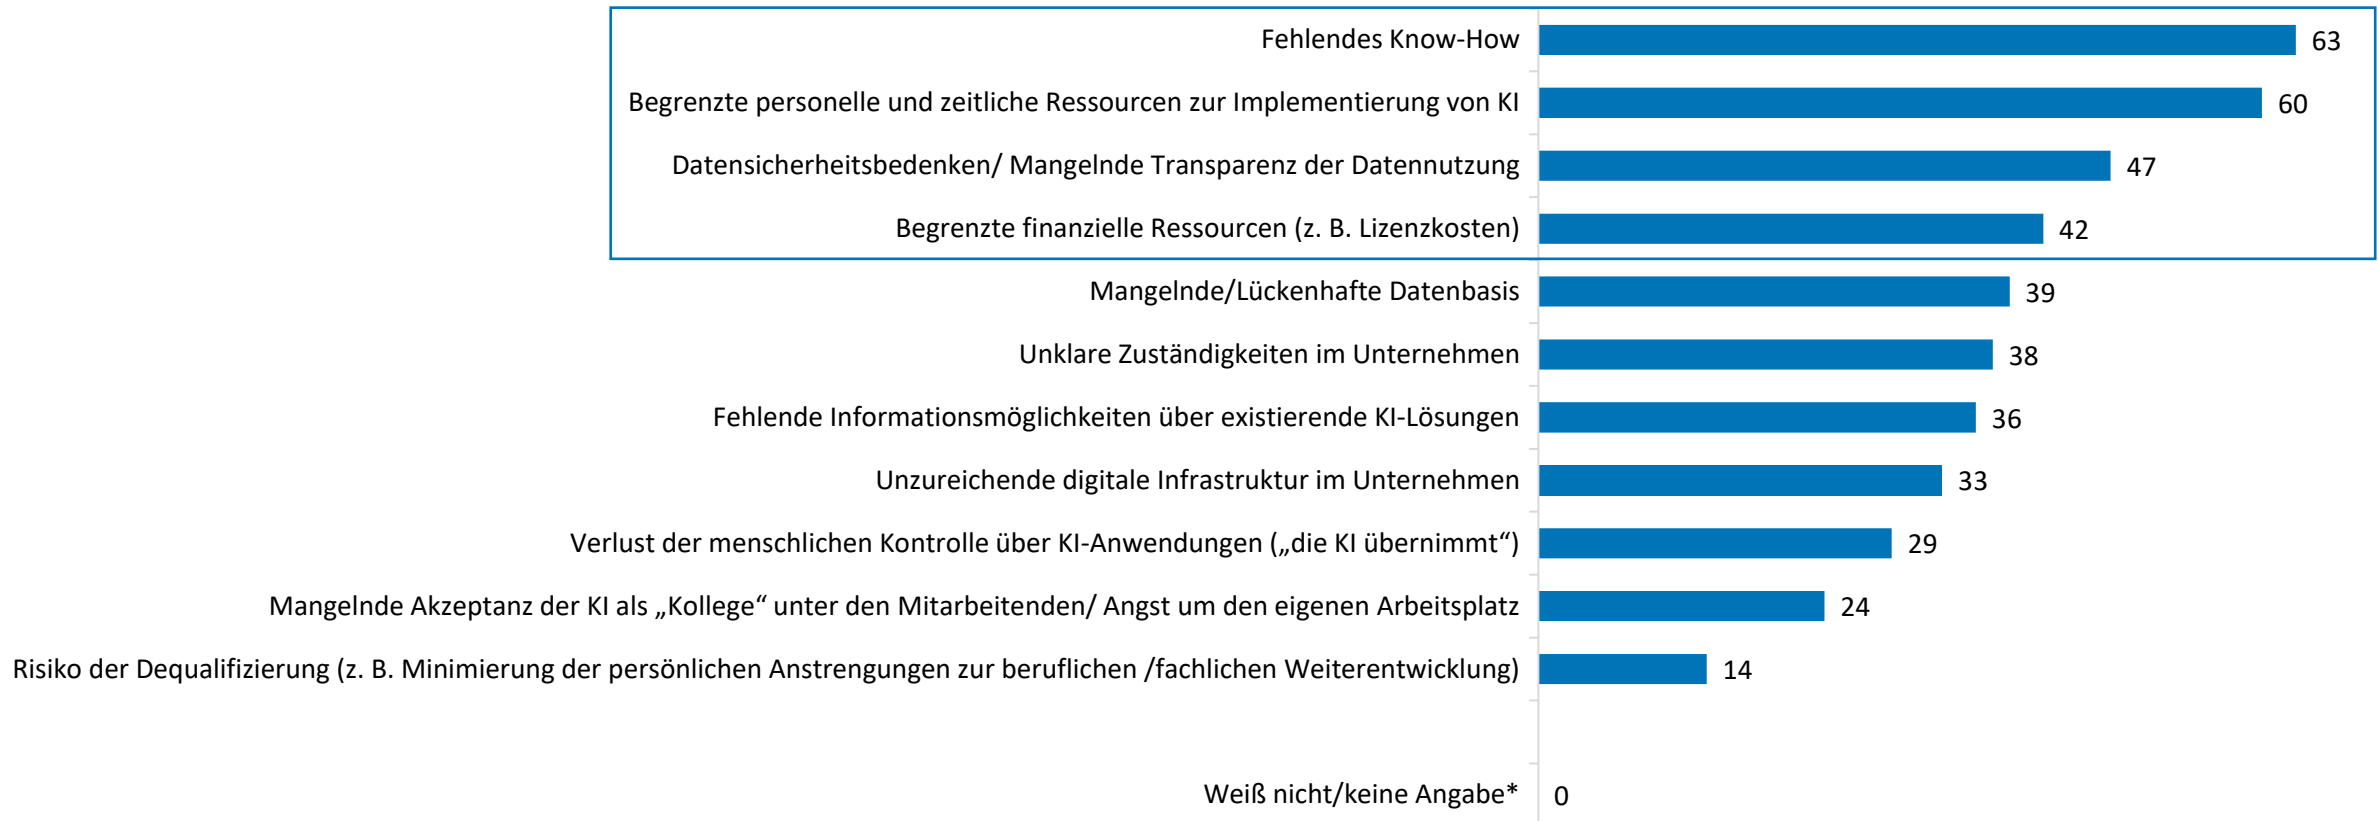 Fehlendes Know-How 63
Begrenzte personelle und zeitliche Ressourcen zur Implementierung von KI 60
Datensicherheitsbedenken/ Mangelnde Transparenz der Datennutzung 47
Begrenzte finanzielle Ressourcen (z. B. Lizenzkosten) 42
Mangelnde/Lückenhafte Datenbasis 39
Unklare Zuständigkeiten im Unternehmen 38
Fehlende Informationsmöglichkeiten über existierende KI-Lösungen 36
Unzureichende digitale Infrastruktur im Unternehmen 33
Verlust der menschlichen Kontrolle über KI-Anwendungen („die KI übernimmt“) 29
Mangelnde Akzeptanz der KI als „Kollege“ unter den Mitarbeitenden/ Angst um den eigenen Arbeitsplatz 24
Risiko der Dequalifizierung (z. B. Minimierung der persönlichen Anstrengungen zur beruflichen /fachlichen Weiterentwicklung) 14
Weiß nicht/keine Angabe* 0